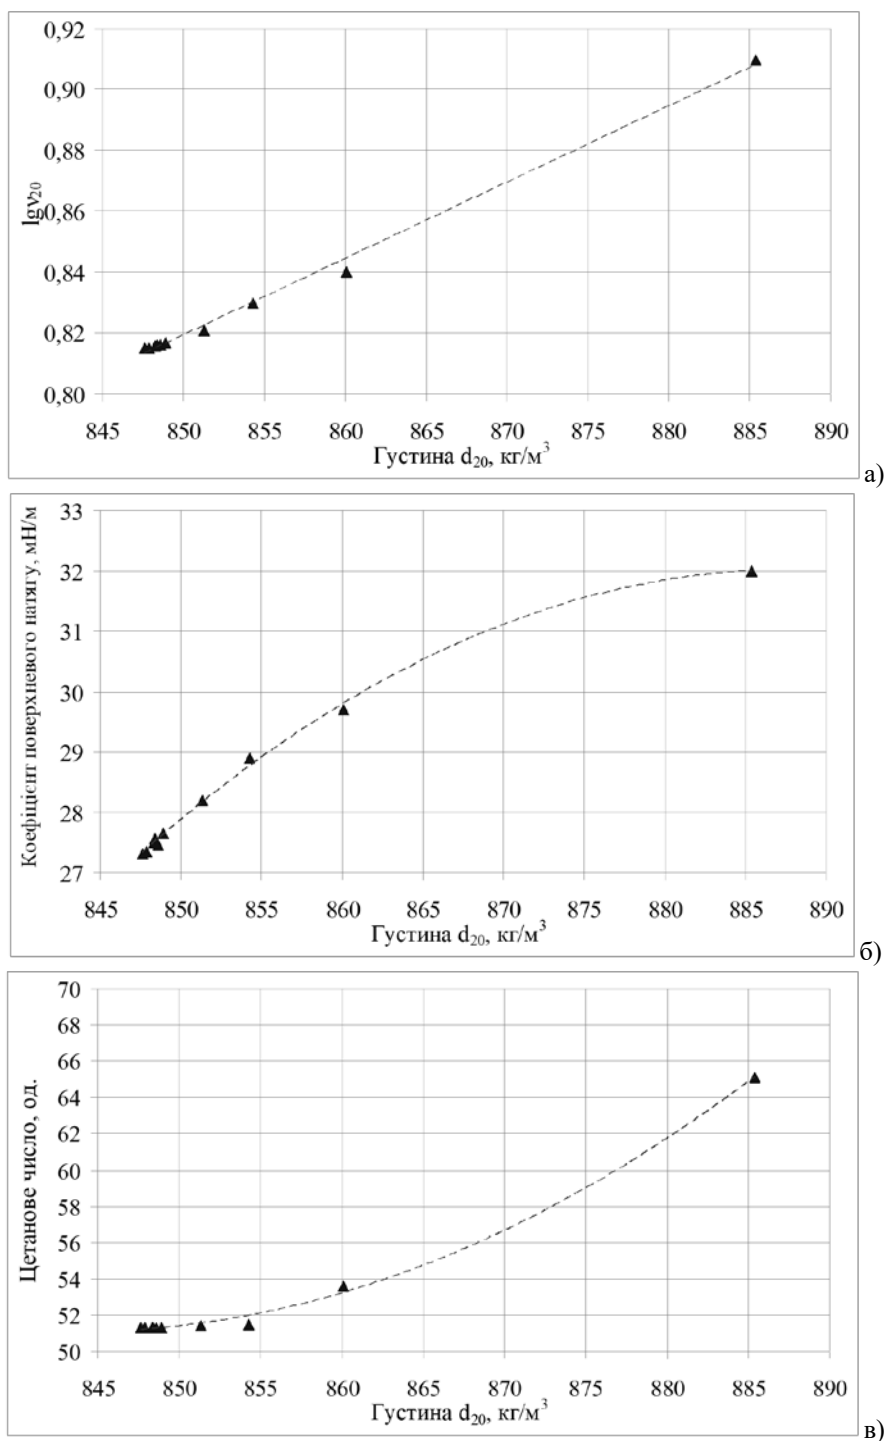 0,92
0,90
0,88
0,86
0,84
0,82
0,80
lgν20
845 850 855 860 865 870 875 880 885 890
Густина d20, кг/м3
а)
33
32
31
30
29
28
27
Коефіцієнт поверхневого натягу, мН/м
845 850 855 860 865 870 875 880 885 890
Густина d20, кг/м3
б)
70
68
66
64
62
60
58
56
54
52
50
Цетанове число, од.
845 850 855 860 865 870 875 880 885 890
Густина d20, кг/м3
в)